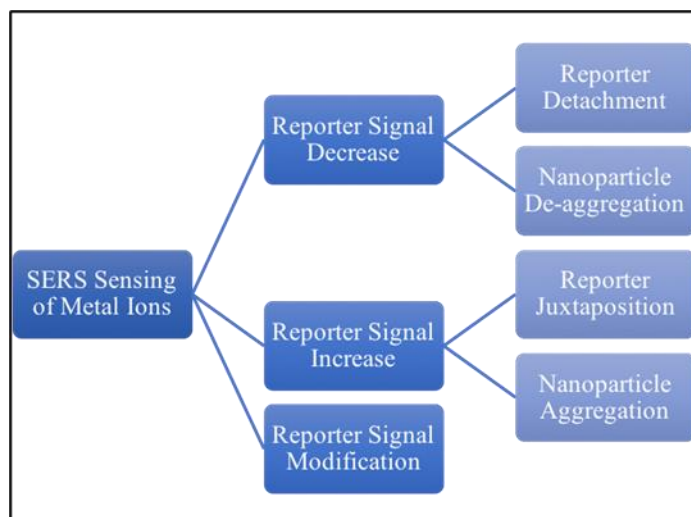 SERS Sensing
of Metal Ions
Reporter Signal
Decrease
Reporter
Detachment
Nanoparticle
De-aggregation
Reporter Signal
Increase
Reporter
Juxtaposition
Nanoparticle
Aggregation
Reporter Signal
Modification